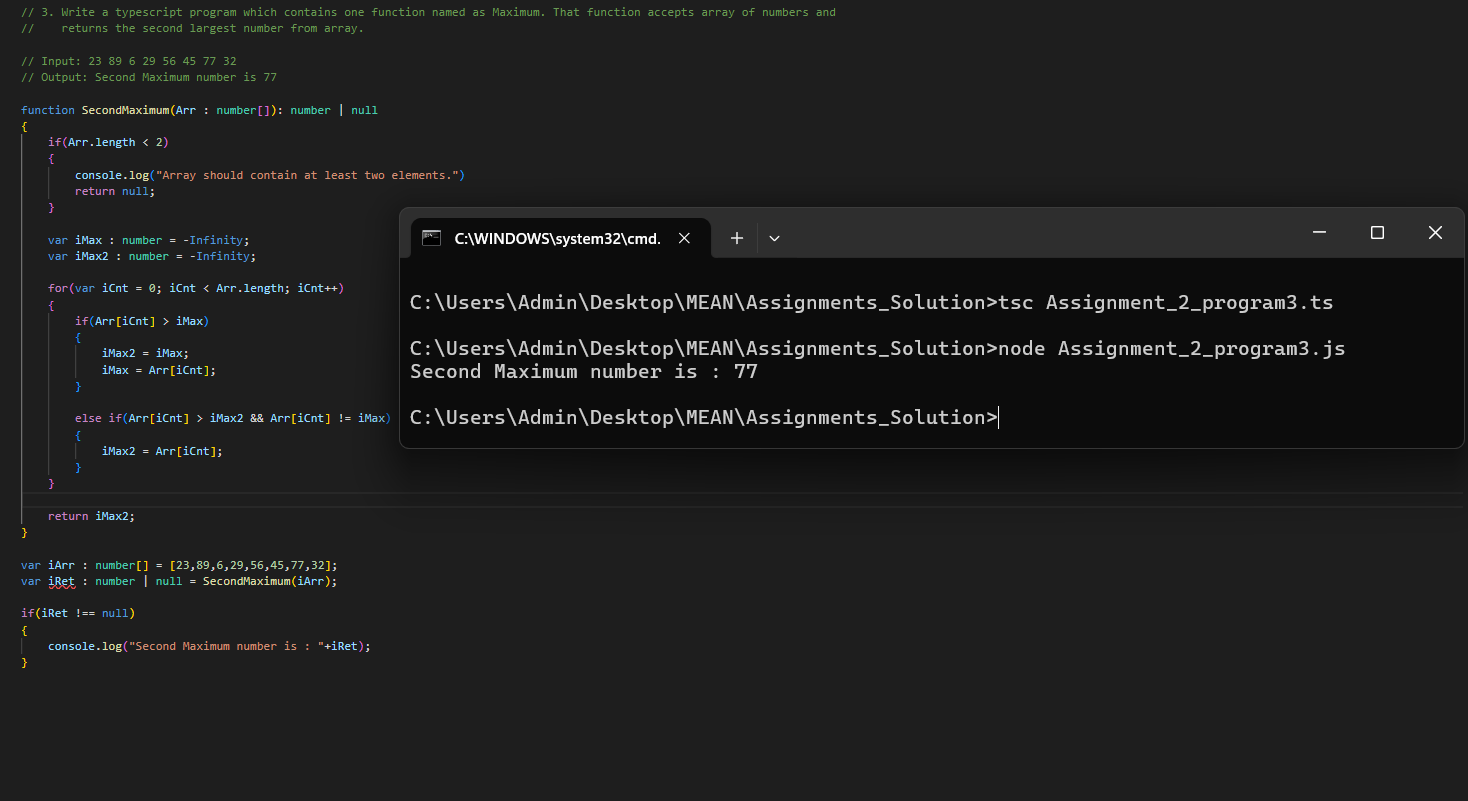 // 3. Write a typescript program which contains one function named as Maximum. That function accepts array of numbers and
//    returns the second largest number from array.
// Input: 23 89 6 29 56 45 77 32
// Output: Second Maximum number is 77
function SecondMaximum(Arr : number[]): number | null
{
    if(Arr.length < 2)
    {
        console.log("Array should contain at least two elements.")
        return null;
    }
    var iMax : number = -Infinity;
    var iMax2 : number = -Infinity;
    for(var iCnt = 0; iCnt < Arr.length; iCnt++)
    {
        if(Arr[iCnt] > iMax)
        {
            iMax2 = iMax;
            iMax = Arr[iCnt];
        }
        else if(Arr[iCnt] > iMax2 && Arr[iCnt] != iMax)
        {
            iMax2 = Arr[iCnt];
        }
    }
    return iMax2;
}
var iArr : number[] = [23,89,6,29,56,45,77,32];
var iRet : number | null = SecondMaximum(iArr);
if(iRet !== null)
{
    console.log("Second Maximum number is : "+iRet);
}
C:\WINDOWS\system32\cmd.
C:\Users\Admin\Desktop\MEAN\Assignments_Solution>tsc Assignment_2_program3.ts
C:\Users\Admin\Desktop\MEAN\Assignments_Solution>node Assignment_2_program3.js
Second Maximum number is : 77
C:\Users\Admin\Desktop\MEAN\Assignments_Solution>